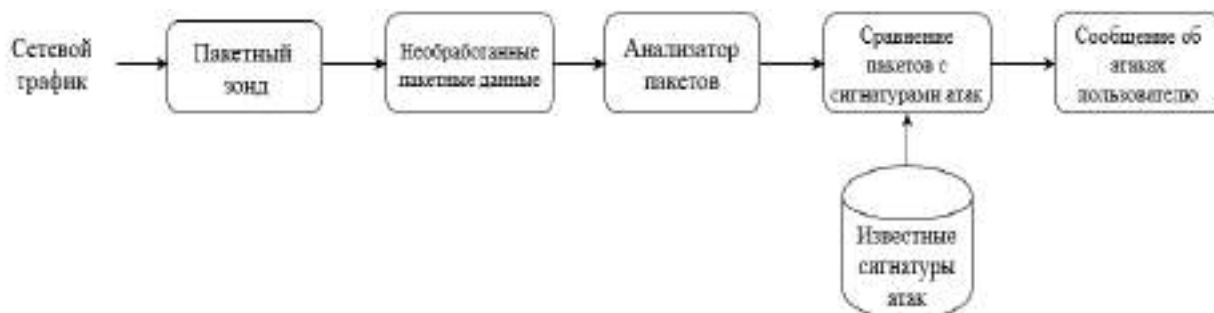 Сетевой
трафик
Пакетный
зонд
Необработанные
пакетные данные
Анализатор
пакетов
Сравнение
пакетов с
сигнатурами атак
Сообщение об
атаках
пользователю
Известные
сигнатуры
атак